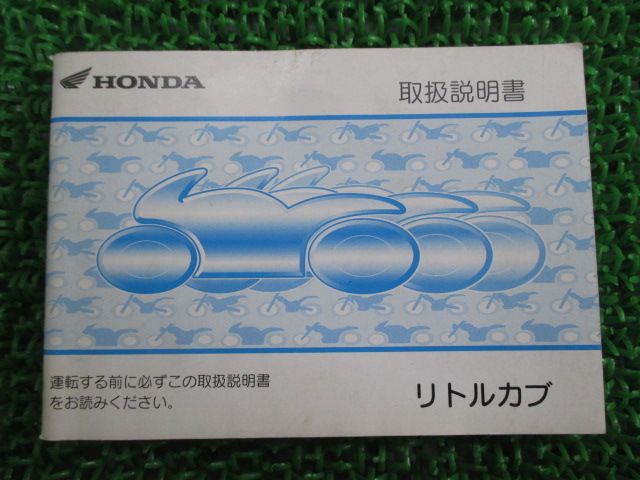 HONDA
取扱説明書
運転する前に必ずこの取扱説明書
をお読みください。
リトルカブ